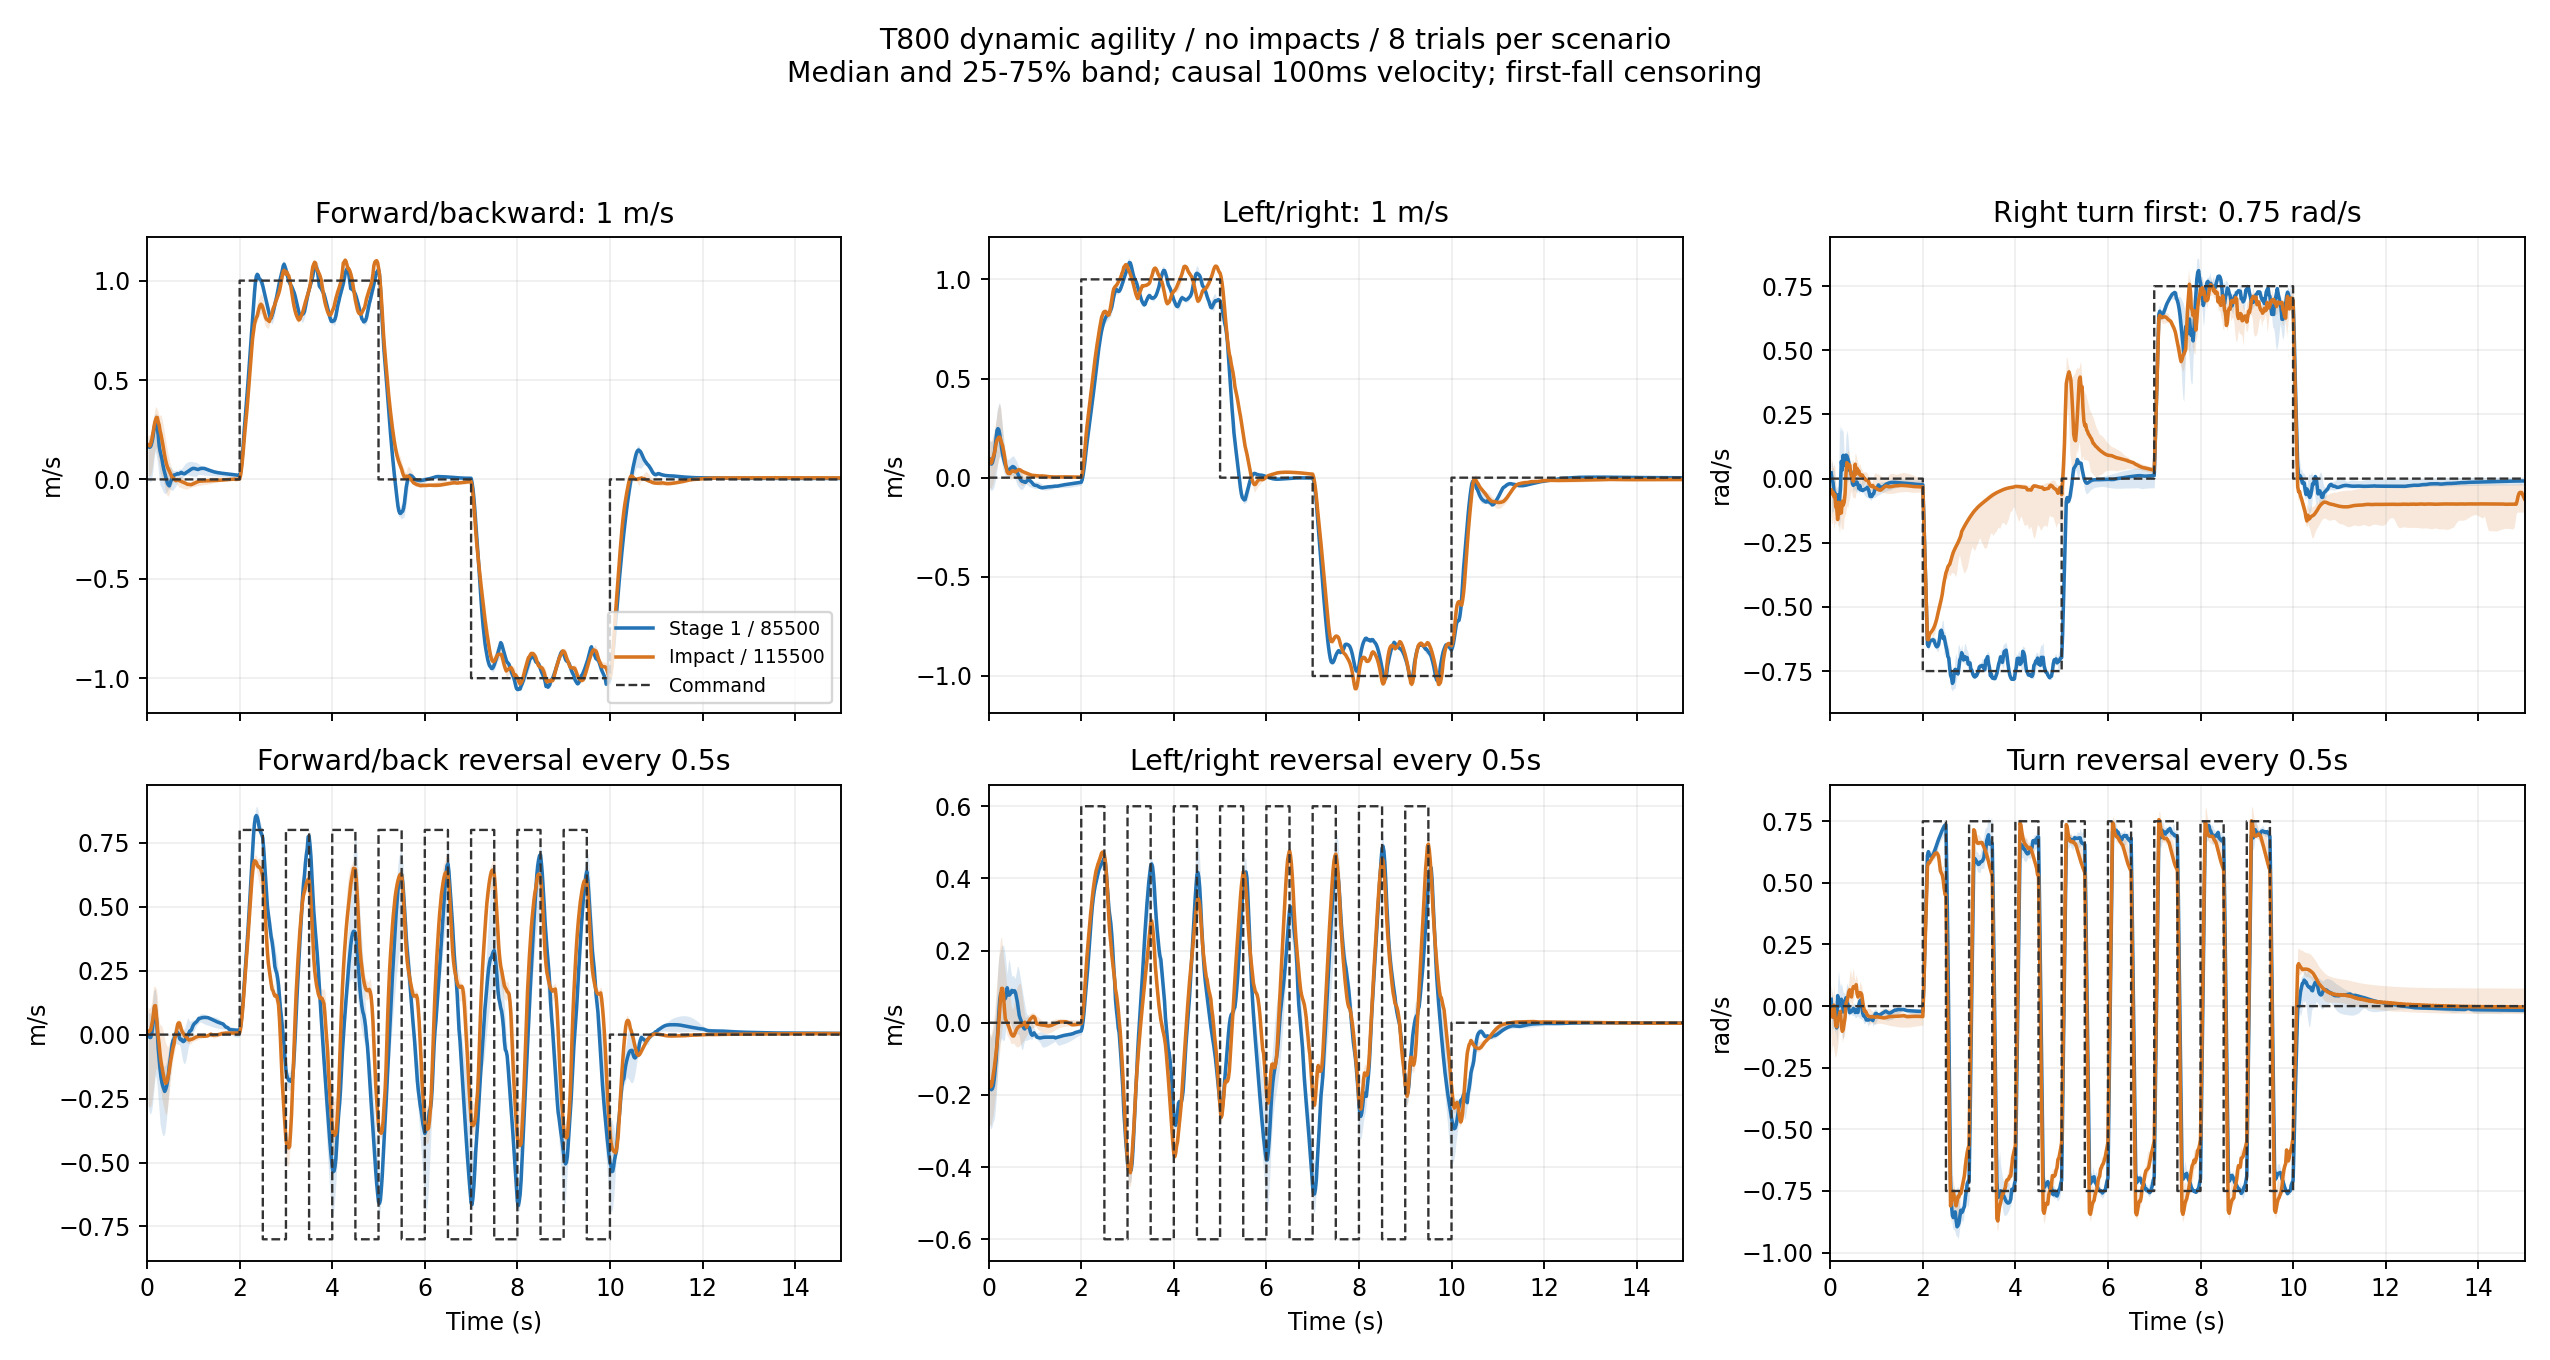 T800 dynamic agility / no impacts / 8 trials per scenario
Median and 25-75% band; causal 100ms velocity; first-fall censoring
Forward/backward: 1 m/s
1.0
0.5
0.0
−0.5
−1.0
m/s
Stage 1 / 85500
Impact / 115500
Command
Left/right: 1 m/s
1.0
0.5
0.0
−0.5
−1.0
m/s
Right turn first: 0.75 rad/s
0.75
0.50
0.25
0.00
−0.25
−0.50
−0.75
rad/s
Forward/back reversal every 0.5s
0.75
0.50
0.25
0.00
−0.25
−0.50
−0.75
m/s
0 2 4 6 8 10 12 14
Time (s)
Left/right reversal every 0.5s
0.6
0.4
0.2
0.0
−0.2
−0.4
−0.6
m/s
0 2 4 6 8 10 12 14
Time (s)
Turn reversal every 0.5s
0.75
0.50
0.25
0.00
−0.25
−0.50
−0.75
−1.00
rad/s
0 2 4 6 8 10 12 14
Time (s)